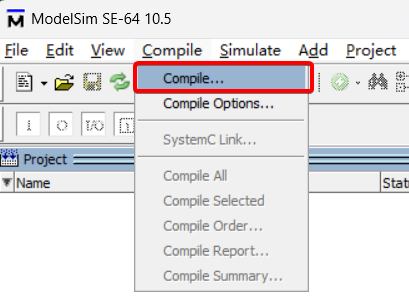 ModelSim SE-64 10.5
File Edit View Compile Simulate Add Project
Compile...
Compile Options...
SystemC Link...
Project
Name
Compile All
Stat
Compile Selected
Compile Order...
Compile Report...
Compile Summary...